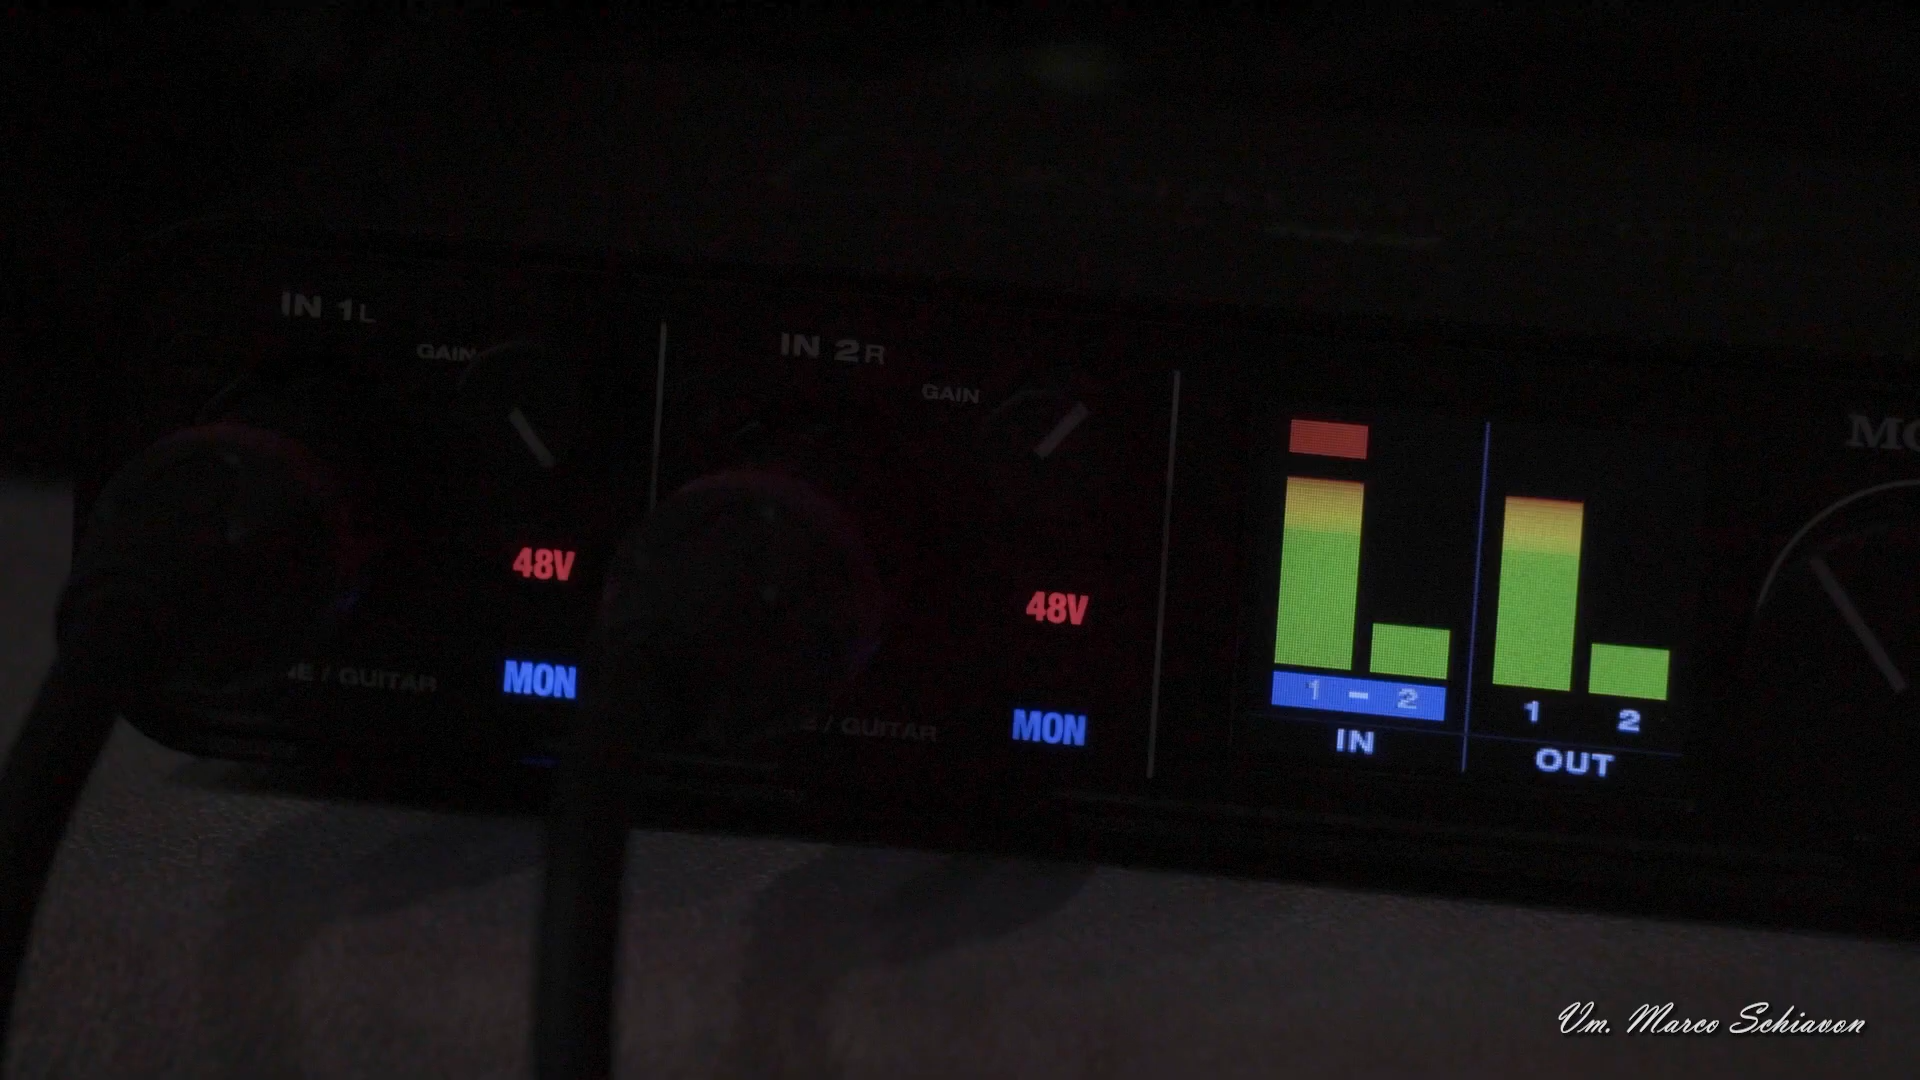 IN 1L
GAIN
IN 2R
GAIN
48V
48V
MON
MON
/ GUITAR
/ GUITAR
1 - 2
IN
1 2
OUT
Vm. Marco Schiavon